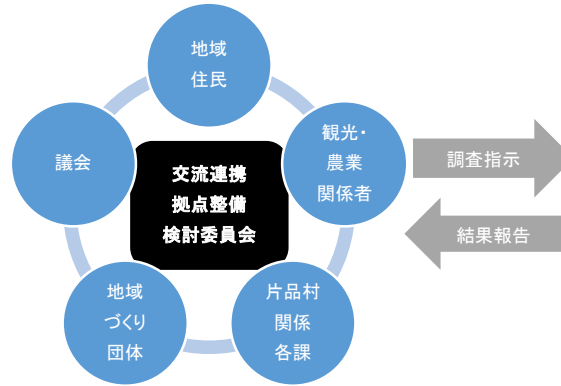 地域
住民
議会
観光・
農業
関係者
交流連携
拠点整備
検討委員会
調査指示
結果報告
地域
づくり
団体
片品村
関係
各課